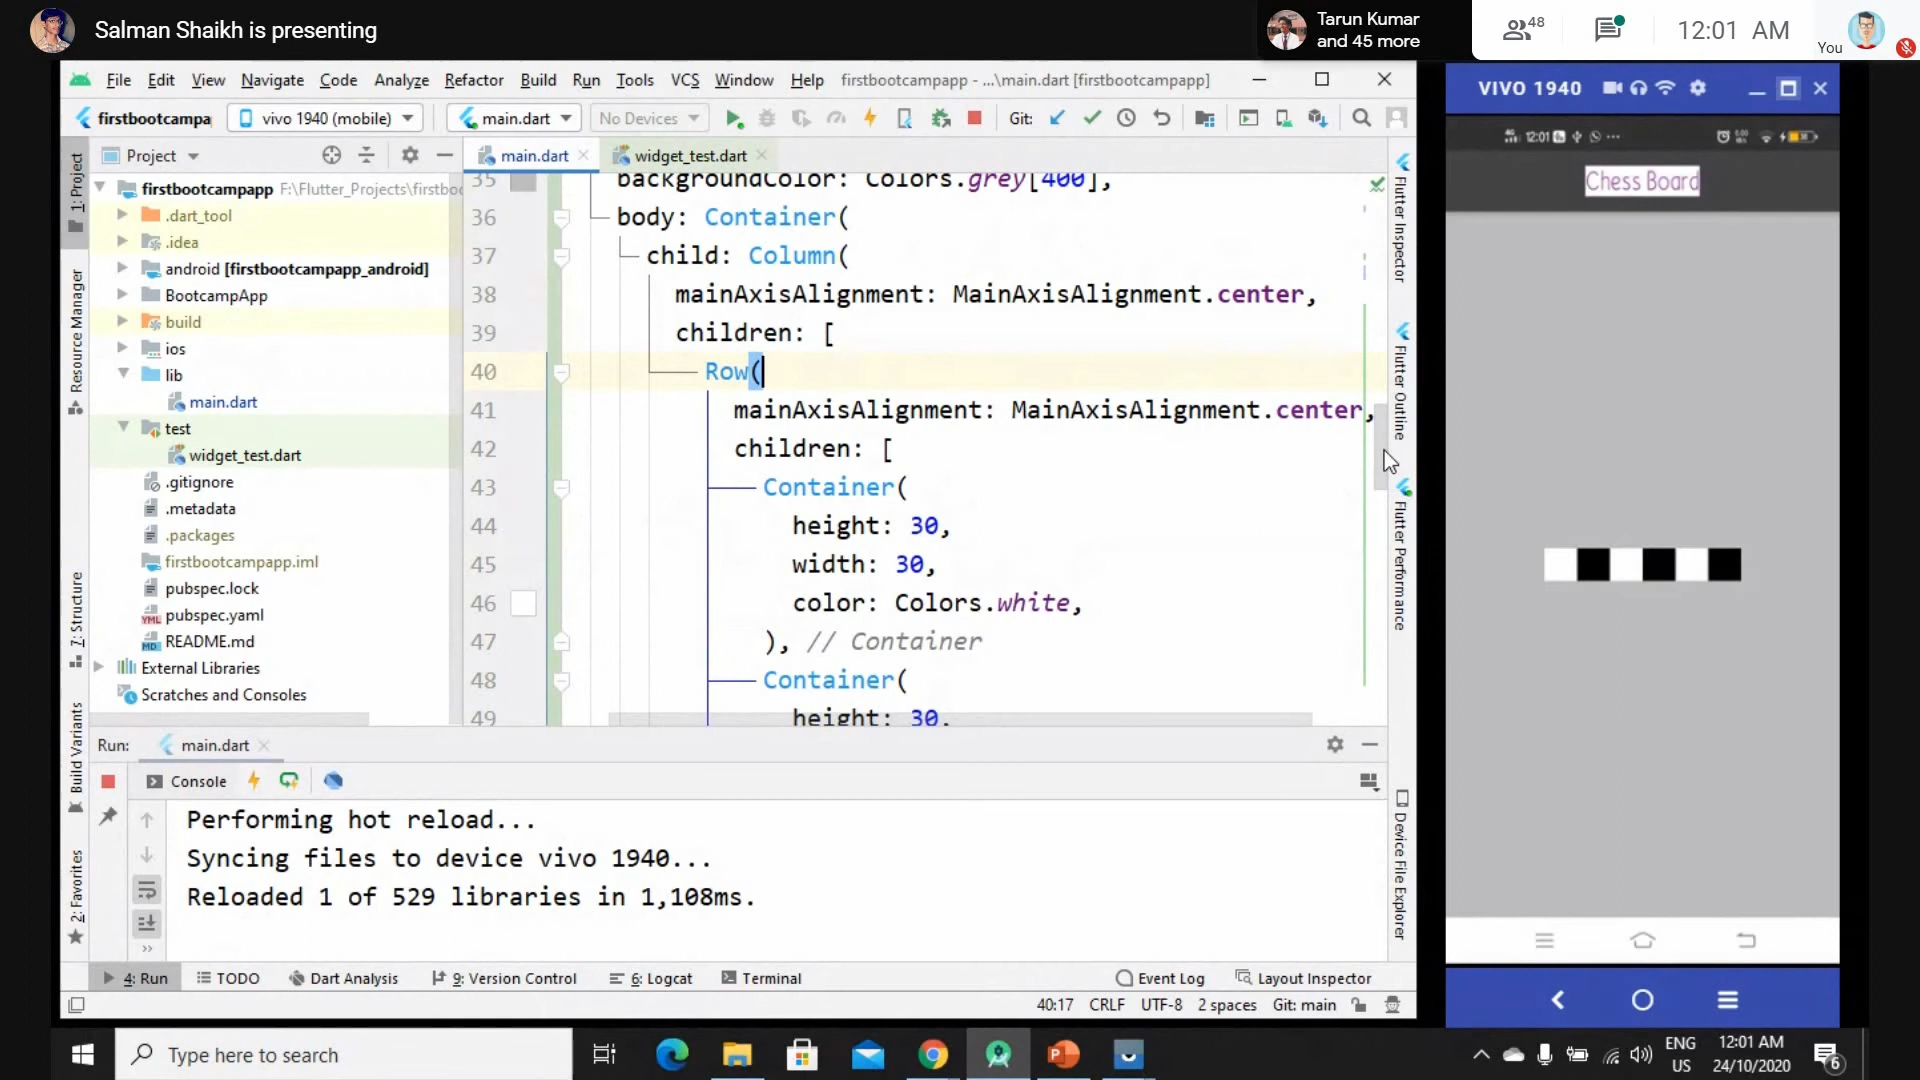 Salman Shaikh is presenting
Tarun Kumar
and 45 more
48
12:01 AM
You
File Edit View Navigate Code Analyze Refactor Build Run Tools VCS Window Help firstbootcampapp - ...\main.dart [firstbootcampapp]
firstbootcampa
vivo 1940 (mobile)
main.dart
No Devices
Git:
Project
main.dart
widget_test.dart
firstbootcampapp F:\Flutter_Projects\firstbo
.dart_tool
.idea
android [firstbootcampapp_android]
BootcampApp
build
ios
lib
main.dart
test
widget_test.dart
.gitignore
.metadata
.packages
firstbootcampapp.iml
pubspec.lock
pubspec.yaml
README.md
External Libraries
Scratches and Consoles
1: Project
Resource Manager
7: Structure
Build Variants
2: Favorites
35 backgroundColor: Colors.grey[400],
36 body: Container(
37 child: Column(
38 mainAxisAlignment: MainAxisAlignment.center,
39 children: [
40 Row(
41 mainAxisAlignment: MainAxisAlignment.center,
42 children: [
43 Container(
44 height: 30,
45 width: 30,
46 color: Colors.white,
47 ), // Container
48 Container(
49 height: 30,
Flutter Inspector
Flutter Outline
Flutter Performance
Device File Explorer
Run: main.dart
Console
Performing hot reload...
Syncing files to device vivo 1940...
Reloaded 1 of 529 libraries in 1,108ms.
4: Run TODO Dart Analysis 9: Version Control 6: Logcat Terminal Event Log Layout Inspector
40:17 CRLF UTF-8 2 spaces Git: main
VIVO 1940
12:01
Chess Board
Type here to search
ENG
US
12:01 AM
24/10/2020
6